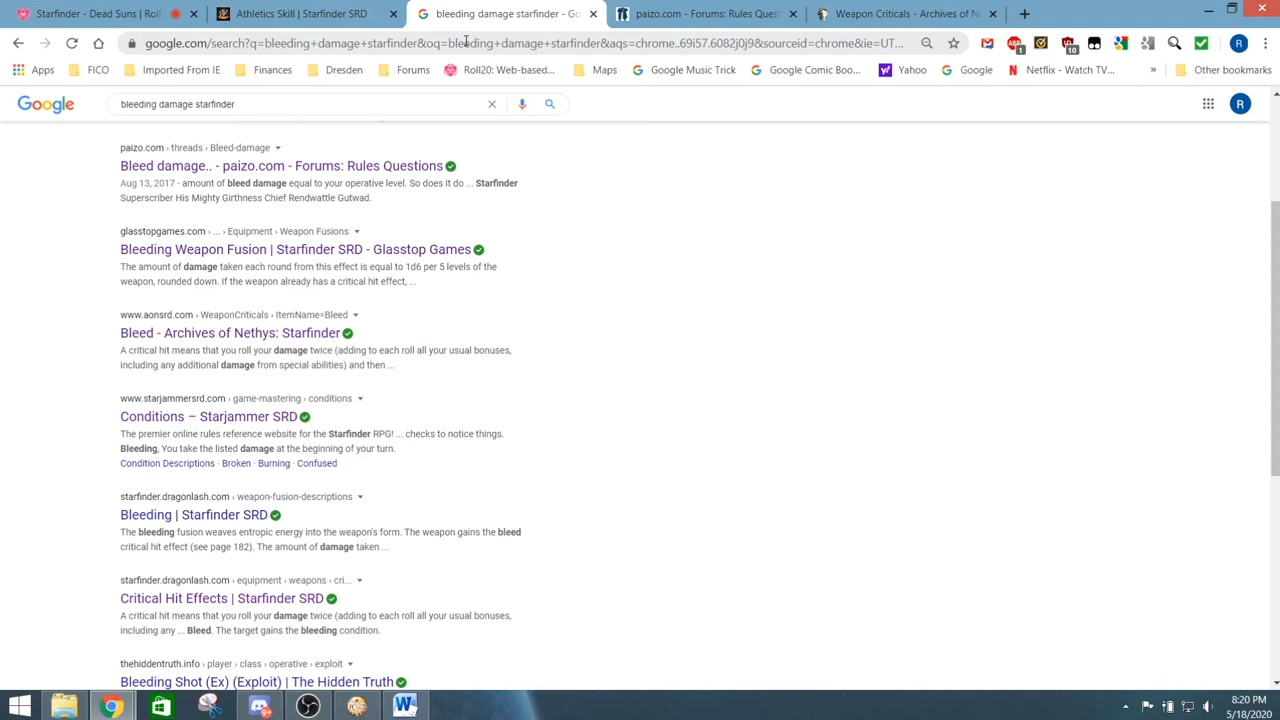 Dead Suns | Roll
Athletics Skill | Starfinder SRD
bleeding damage starfinder - Go
paizo.com - Forums: Rules Quest
Weapon Criticals - Archives of N
google.com/search?q=bleeding+damage+starfinder&oq=bleeding+damage+starfinder&aqs=chrome..69i57.6082j0j9&sourceid=chrome&ie=UT...
Apps FICO Imported From IE Finances Dresden Forums Roll20: Web-based... Maps Google Music Trick Google Comic Boo... Yahoo Google Netflix - Watch TV... » Other bookmarks
Google bleeding damage starfinder R
paizo.com › threads › Bleed-damage
Bleed damage.. - paizo.com - Forums: Rules Questions
Aug 13, 2017 - amount of bleed damage equal to your operative level. So does it do ... Starfinder
Superscriber His Mighty Girthness Chief Rendwattle Gutwad.
glasstopgames.com › ... › Equipment › Weapon Fusions
Bleeding Weapon Fusion | Starfinder SRD - Glasstop Games
The amount of damage taken each round from this effect is equal to 1d6 per 5 levels of the
weapon, rounded down. If the weapon already has a critical hit effect, ...
www.aonsrd.com › WeaponCriticals › ItemName=Bleed
Bleed - Archives of Nethys: Starfinder
A critical hit means that you roll your damage twice (adding to each roll all your usual bonuses,
including any additional damage from special abilities) and then ...
www.starjammersrd.com › game-mastering › conditions
Conditions – Starjammer SRD
The premier online rules reference website for the Starfinder RPG! ... checks to notice things.
Bleeding, You take the listed damage at the beginning of your turn.
Condition Descriptions · Broken · Burning · Confused
starfinder.dragonlash.com › weapon-fusion-descriptions
Bleeding | Starfinder SRD
The bleeding fusion weaves entropic energy into the weapon's form. The weapon gains the bleed
critical hit effect (see page 182). The amount of damage taken ...
starfinder.dragonlash.com › equipment › weapons › cri...
Critical Hit Effects | Starfinder SRD
A critical hit means that you roll your damage twice (adding to each roll all your usual bonuses,
including any ... Bleed. The target gains the bleeding condition.
thehiddentruth.info › player › class › operative › exploit
Bleeding Shot (Ex) (Exploit) | The Hidden Truth
8:20 PM
5/18/2020